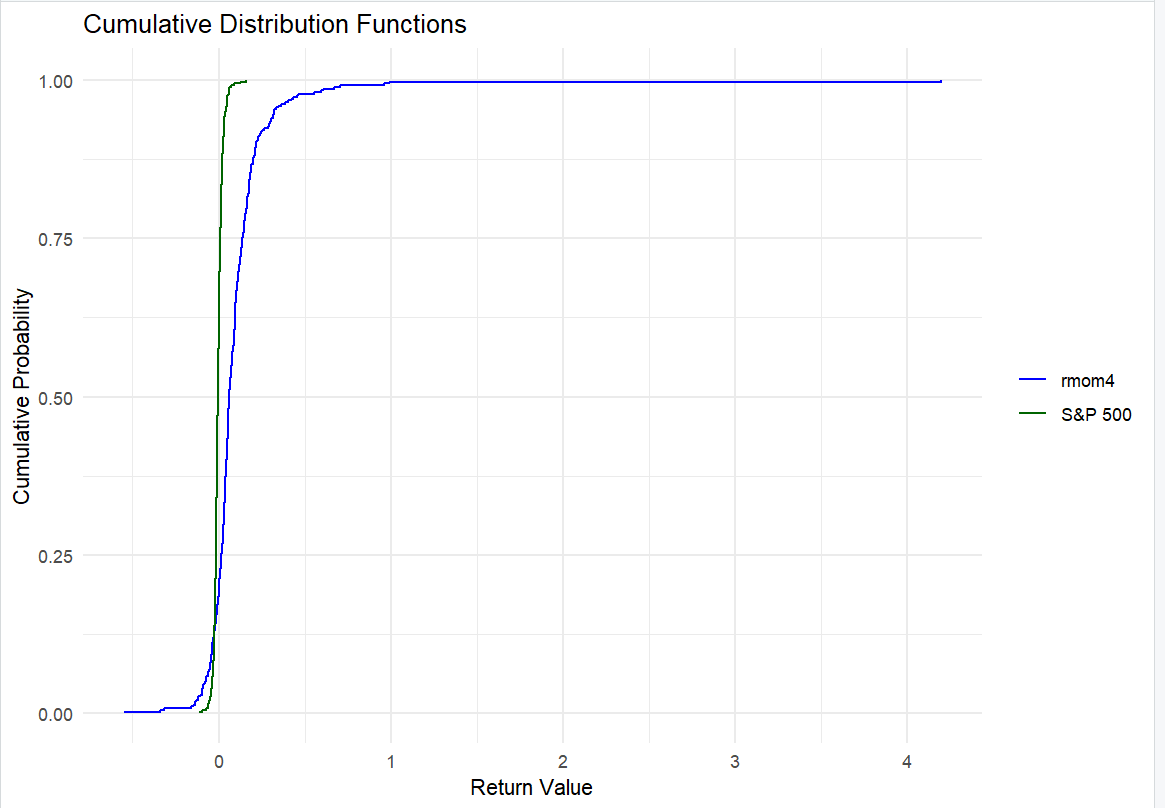 Cumulative Distribution Functions
1.00
0.75
0.50
0.25
0.00
Cumulative Probability
0 1 2 3 4
Return Value
rmom4
S&P 500